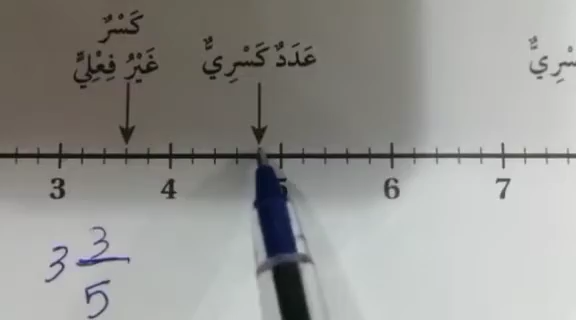 كَسْرٌ
غَيْرُ فِعْلِيٍّ
عَدَدٌ كَسْرِيٌّ
3 4 5 6 7
3 3/5